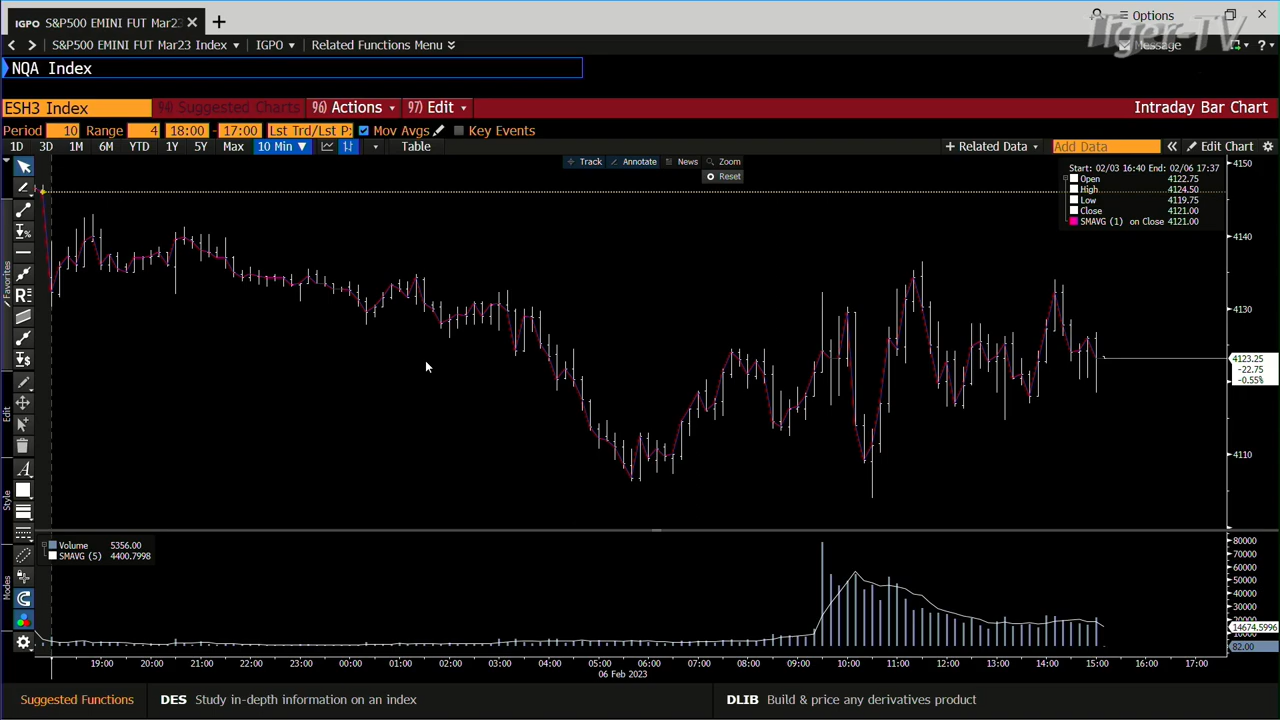 IGPO S&P500 EMINI FUT Mar23
Options
Tiger-TV
S&P500 EMINI FUT Mar23 Index IGPO Related Functions Menu
Message
NQA Index
ESH3 Index 94) Suggested Charts 96) Actions 97) Edit Intraday Bar Chart
Period 10 Range 4 18:00 - 17:00 Lst Trd/Lst P: Mov Avgs Key Events
1D 3D 1M 6M YTD 1Y 5Y Max 10 Min Table + Related Data Add Data Edit Chart
Track Annotate News Zoom
Reset
Start: 02/03 16:40 End: 02/06 17:37
Open 4122.75
High 4124.50
Low 4119.75
Close 4121.00
SMAVG (1) on Close 4121.00
4150
4140
4130
4123.25
-22.75
-0.55%
4110
Favorites
Edit
Style
Modes
Volume 5356.00
SMAVG (5) 4400.7998
80000
70000
60000
50000
40000
30000
20000
14674.5996
10000
82.00
19:00 20:00 21:00 22:00 23:00 00:00 01:00 02:00 03:00 04:00 05:00 06:00 07:00 08:00 09:00 10:00 11:00 12:00 13:00 14:00 15:00 16:00 17:00
06 Feb 2023
Suggested Functions DES Study in-depth information on an index DLIB Build & price any derivatives product